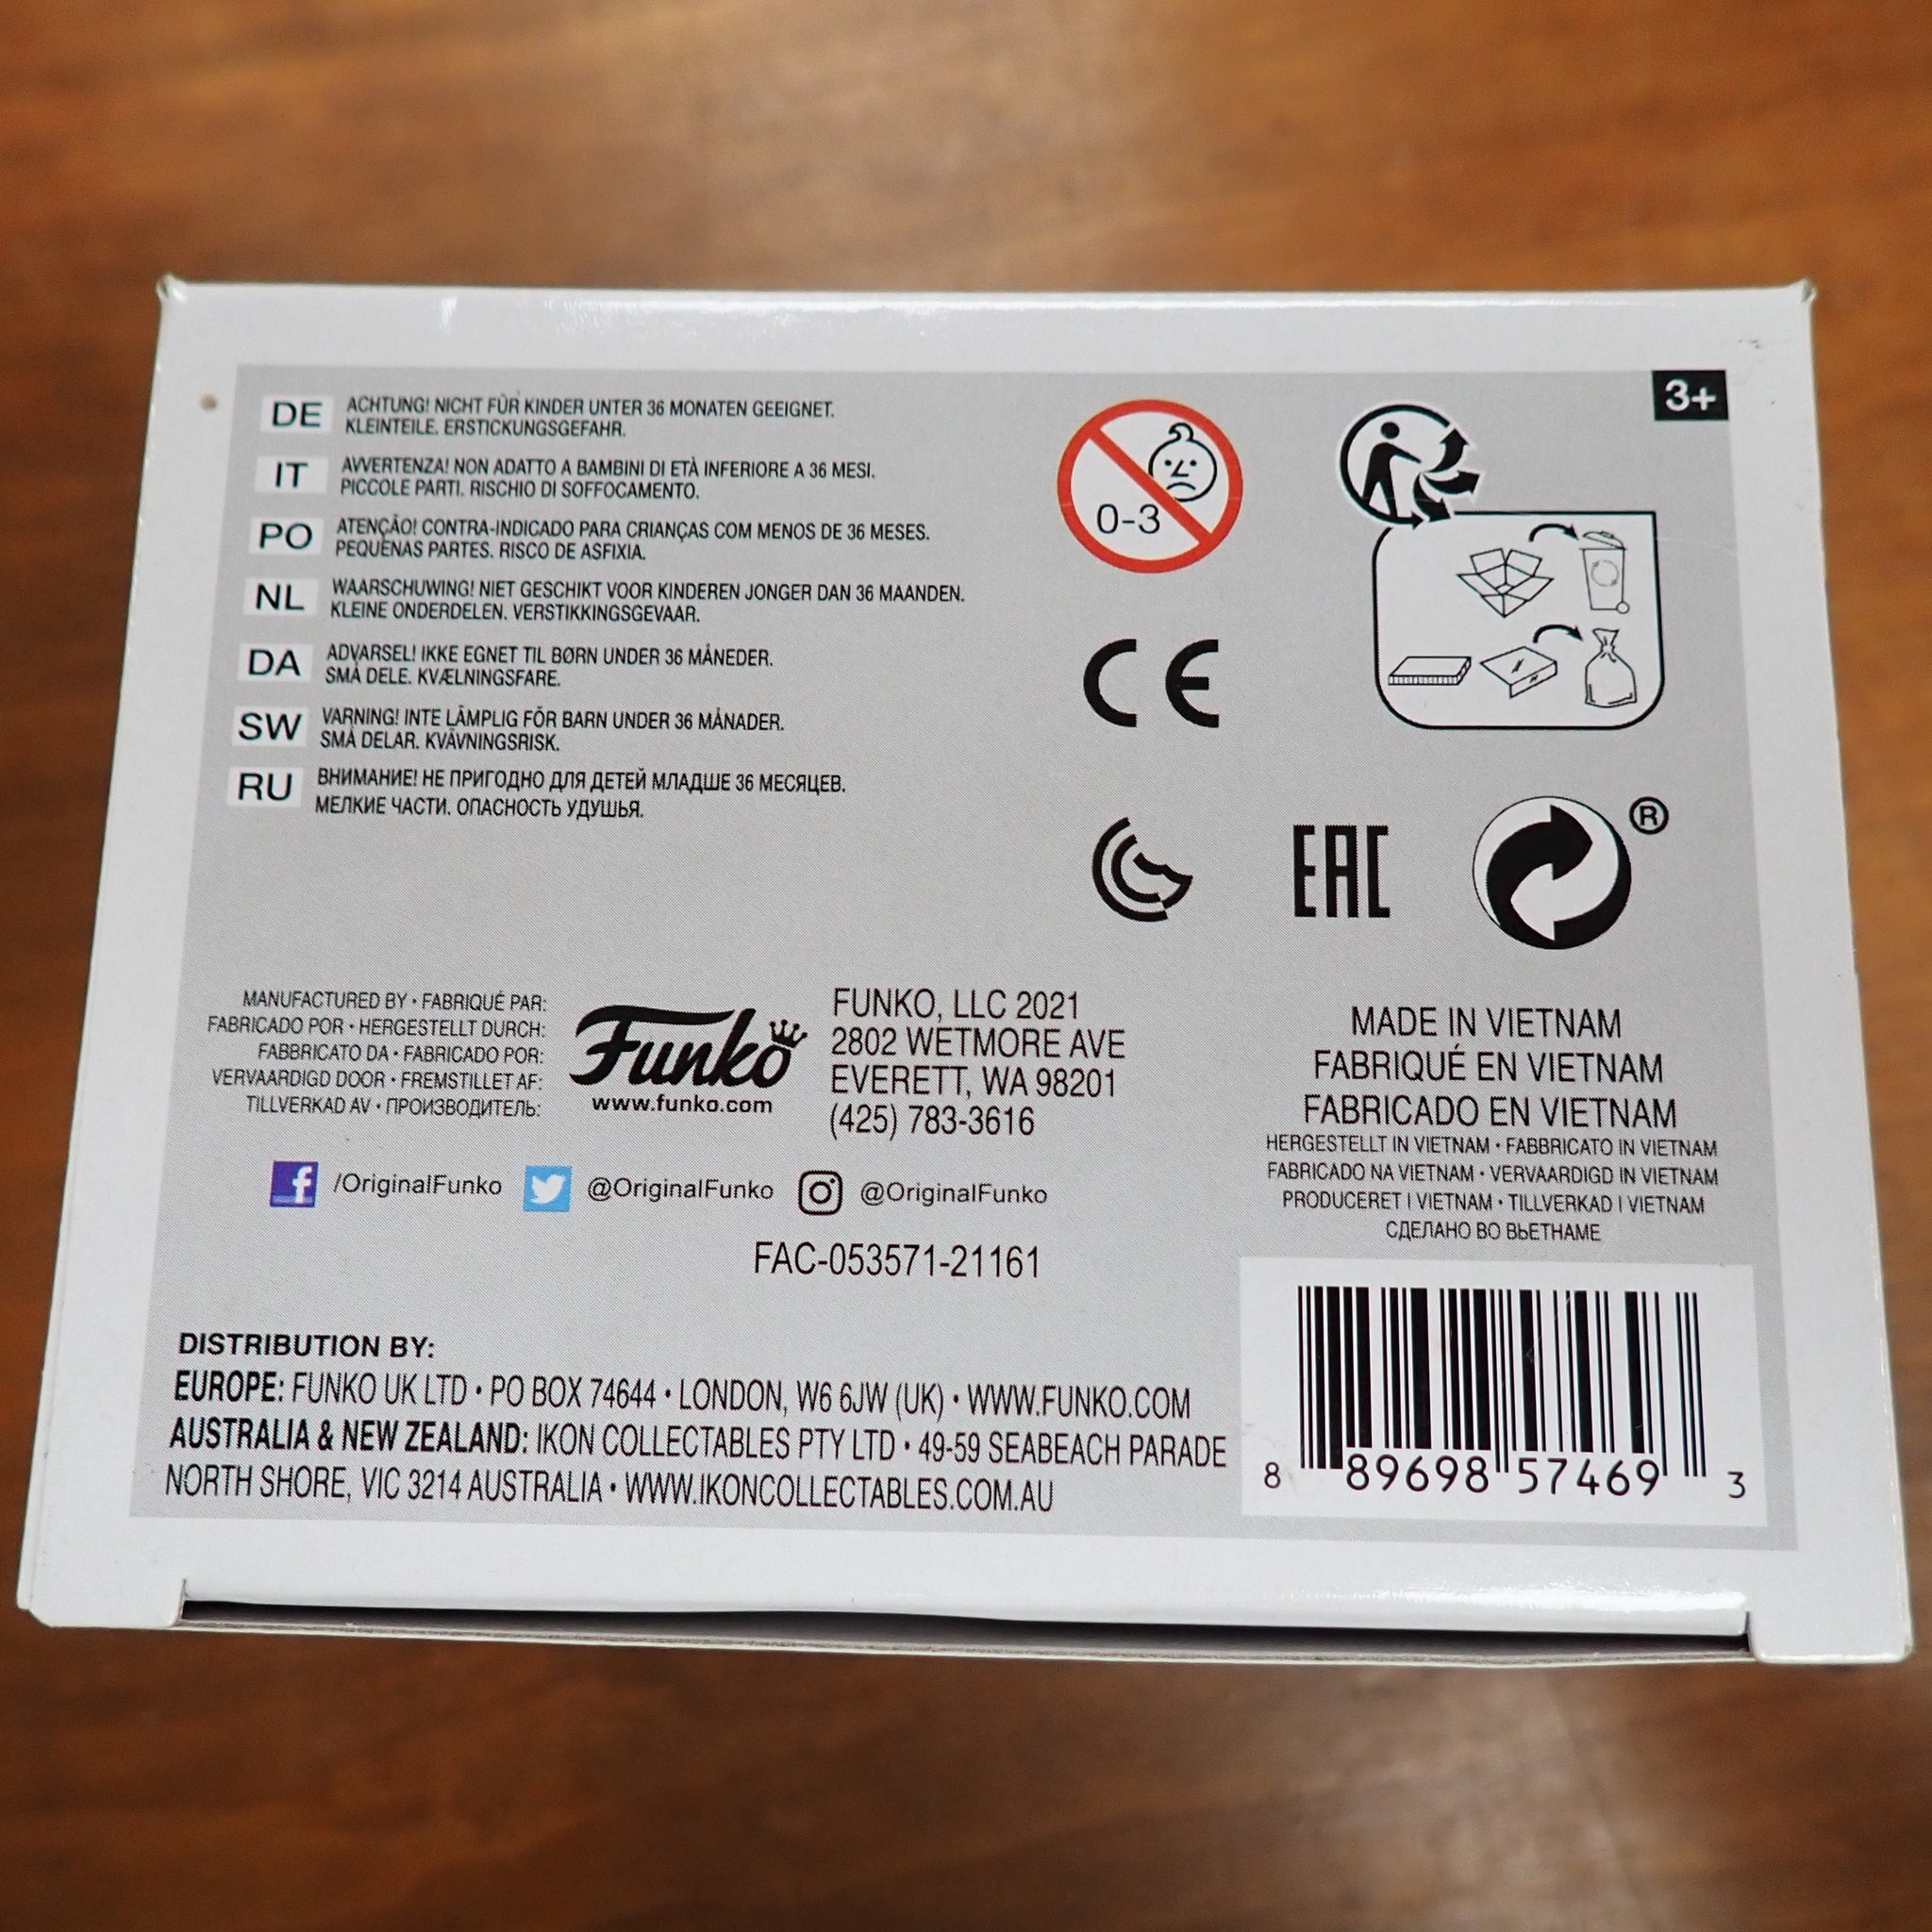 3+
DE
ACHTUNG! NICHT FÜR KINDER UNTER 36 MONATEN GEEIGNET.
KLEINTEILE. ERSTICKUNGSGEFAHR.
IT
AVVERTENZA! NON ADATTO A BAMBINI DI ETÀ INFERIORE A 36 MESI.
PICCOLE PARTI. RISCHIO DI SOFFOCAMENTO.
PO
ATENÇÃO! CONTRA-INDICADO PARA CRIANÇAS COM MENOS DE 36 MESES.
PEQUENAS PARTES. RISCO DE ASFIXIA.
NL
WAARSCHUWING! NIET GESCHIKT VOOR KINDEREN JONGER DAN 36 MAANDEN.
KLEINE ONDERDELEN. VERSTIKKINGSGEVAAR.
DA
ADVARSEL! IKKE EGNET TIL BØRN UNDER 36 MÅNEDER.
SMÅ DELE. KVÆLNINGSFARE.
SW
VARNING! INTE LÄMPLIG FÖR BARN UNDER 36 MÅNADER.
SMÅ DELAR. KVÄVNINGSRISK.
RU
ВНИМАНИЕ! НЕ ПРИГОДНО ДЛЯ ДЕТЕЙ МЛАДШЕ 36 МЕСЯЦЕВ.
МЕЛКИЕ ЧАСТИ. ОПАСНОСТЬ УДУШЬЯ.
0-3
CE
EAC
®
MANUFACTURED BY • FABRIQUÉ PAR:
FABRICADO POR • HERGESTELLT DURCH:
FABBRICATO DA • FABRICADO POR:
VERVAARDIGD DOOR • FREMSTILLET AF:
TILLVERKAD AV • ПРОИЗВОДИТЕЛЬ:
Funko
www.funko.com
FUNKO, LLC 2021
2802 WETMORE AVE
EVERETT, WA 98201
(425) 783-3616
MADE IN VIETNAM
FABRIQUÉ EN VIETNAM
FABRICADO EN VIETNAM
HERGESTELLT IN VIETNAM • FABBRICATO IN VIETNAM
FABRICADO NA VIETNAM • VERVAARDIGD IN VIETNAM
PRODUCERET I VIETNAM • TILLVERKAD I VIETNAM
СДЕЛАНО ВО ВЬЕТНАМЕ
/OriginalFunko @OriginalFunko @OriginalFunko
FAC-053571-21161
DISTRIBUTION BY:
EUROPE: FUNKO UK LTD • PO BOX 74644 • LONDON, W6 6JW (UK) • WWW.FUNKO.COM
AUSTRALIA & NEW ZEALAND: IKON COLLECTABLES PTY LTD • 49-59 SEABEACH PARADE
NORTH SHORE, VIC 3214 AUSTRALIA • WWW.IKONCOLLECTABLES.COM.AU
8 89698 57469 3